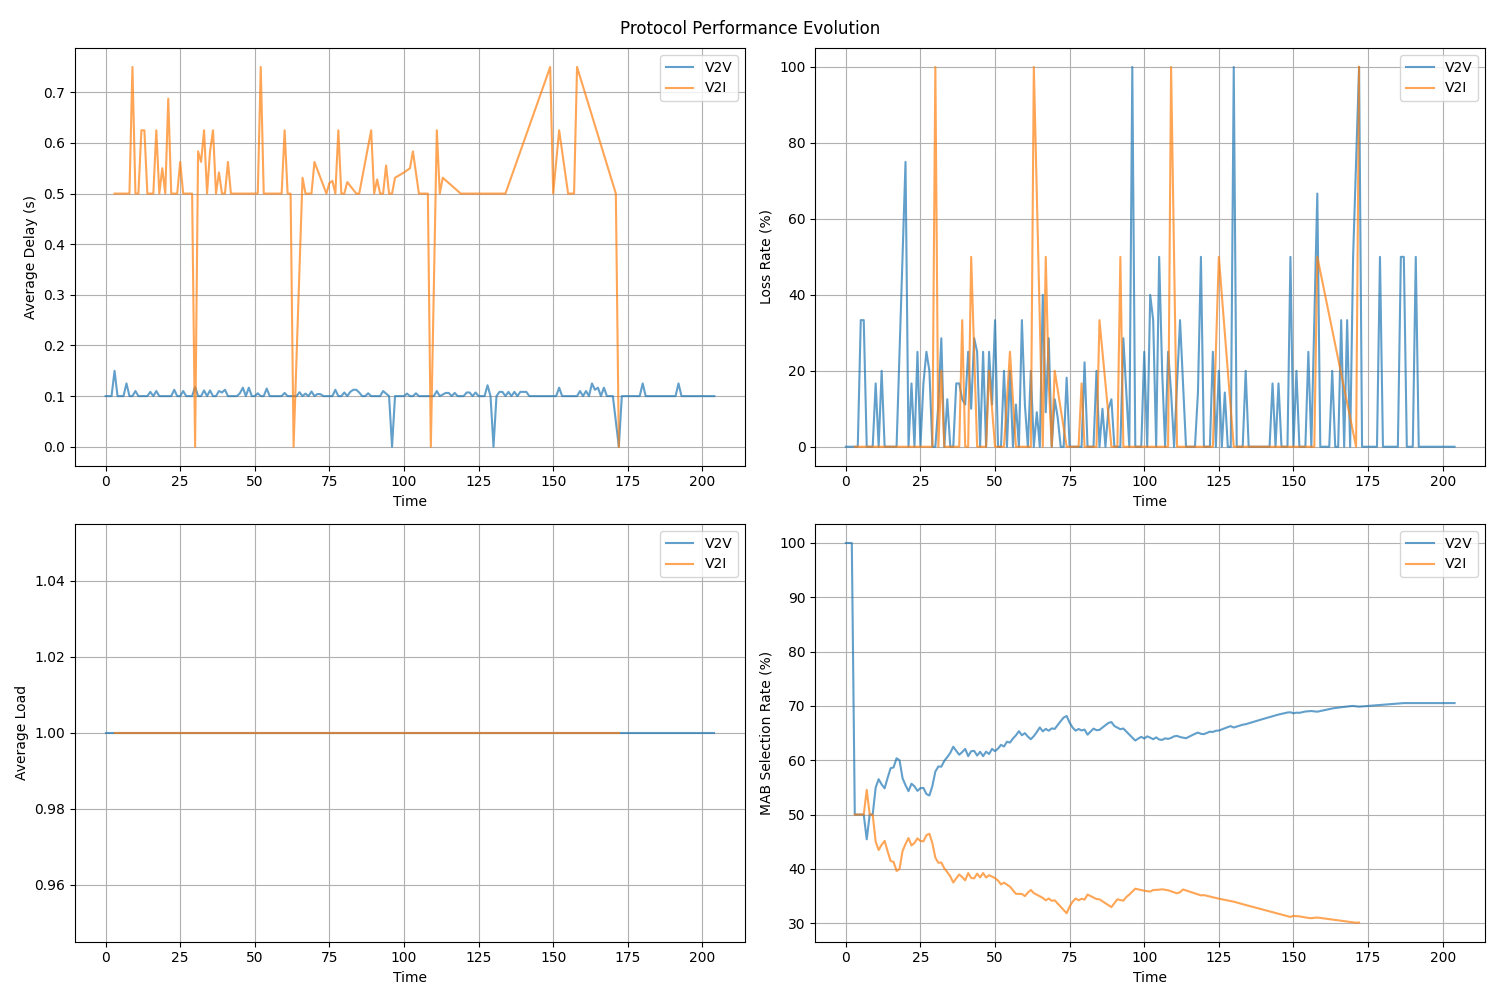 Protocol Performance Evolution
Average Delay (s)
0.7
0.6
0.5
0.4
0.3
0.2
0.1
0.0
V2V
V2I
0 25 50 75 100 125 150 175 200
Time
Loss Rate (%)
100
80
60
40
20
0
V2V
V2I
0 25 50 75 100 125 150 175 200
Time
Average Load
1.04
1.02
1.00
0.98
0.96
V2V
V2I
0 25 50 75 100 125 150 175 200
Time
MAB Selection Rate (%)
100
90
80
70
60
50
40
30
V2V
V2I
0 25 50 75 100 125 150 175 200
Time